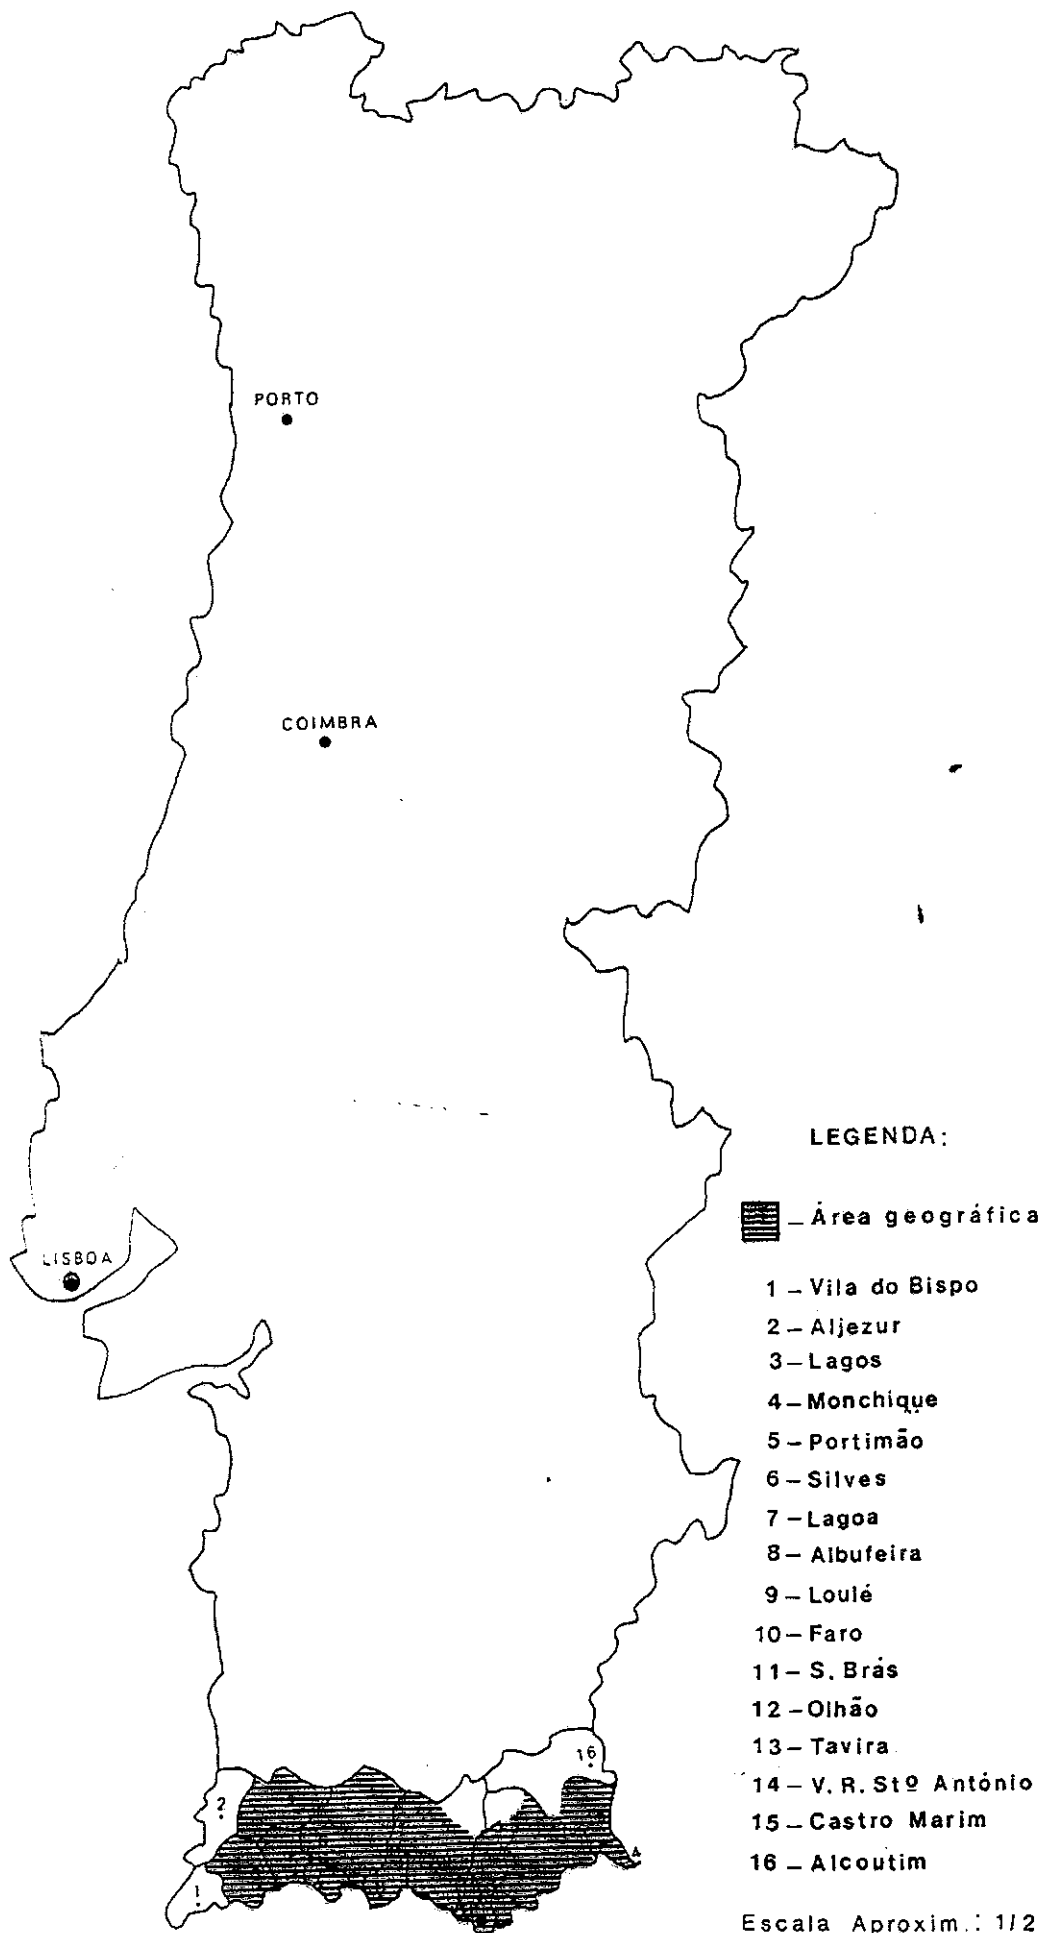 PORTO
COIMBRA
LISBOA
LEGENDA:
– Área geográfica
1 – Vila do Bispo
2 – Aljezur
3 – Lagos
4 – Monchique
5 – Portimão
6 – Silves
7 – Lagoa
8 – Albufeira
9 – Loulé
10 – Faro
11 – S. Brás
12 – Olhão
13 – Tavira
14 – V. R. Stº António
15 – Castro Marim
16 – Alcoutim
16
2
4
1
Escala Aproxim.: 1/2